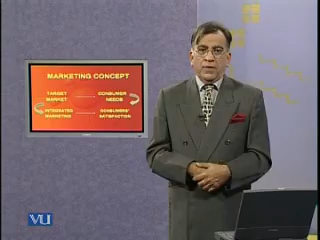 MARKETING CONCEPT
TARGET MARKET
CONSUMER NEEDS
INTEGRATED MARKETING
CONSUMERS' SATISFACTION
VU